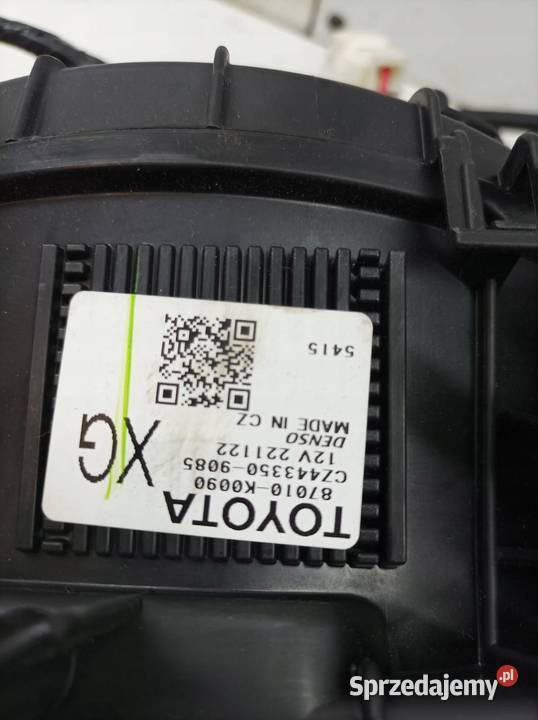 TOYOTA
87010-K0090
CZ443350-9085
12V 221122
DENSO
MADE IN CZ
XG
5415
Sprzedajemy.pl